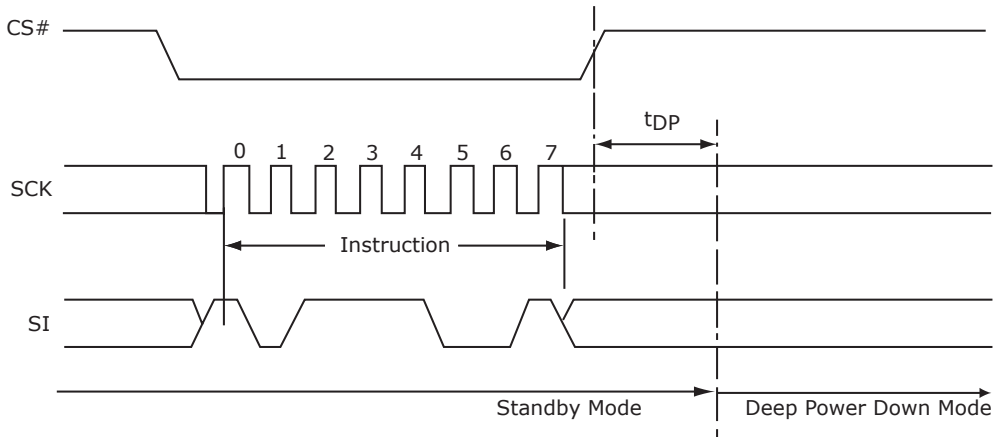 CS#
tDP
0 1 2 3 4 5 6 7
SCK
Instruction
SI
Standby Mode
Deep Power Down Mode